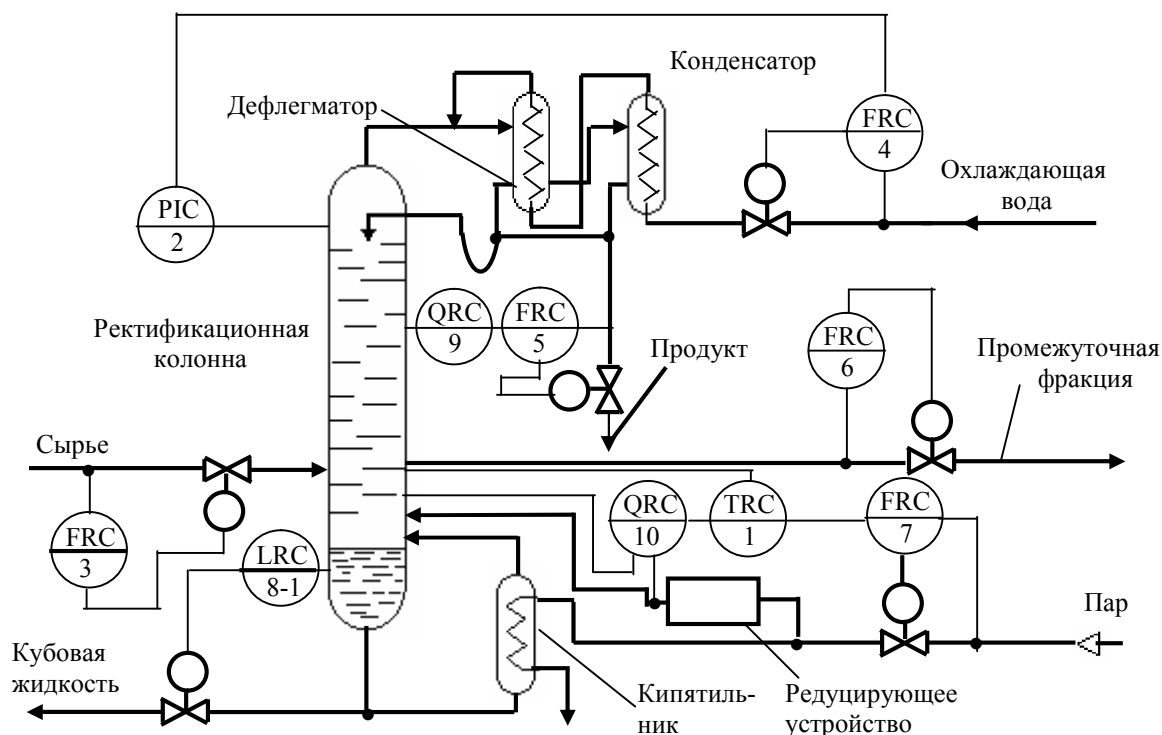 Конденсатор
Дефлегматор
FRC
4
Охлаждающая
вода
PIC
2
Ректификационная
колонна
QRC
9
FRC
5
Продукт
FRC
6
Промежуточная
фракция
Сырье
FRC
3
LRC
8-1
QRC
10
TRC
1
FRC
7
Пар
Кубовая
жидкость
Кипятиль-
ник
Редуцирующее
устройство